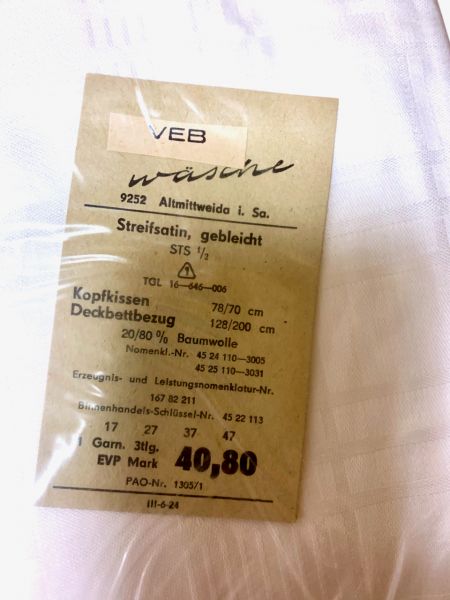 VEB
wäsche
9252 Altmittweida i. Sa.
Streifsatin, gebleicht
STS 1/2
TGL 16—646—006
Kopfkissen 78/70 cm
Deckbettbezug 128/200 cm
20/80 % Baumwolle
Nomenkl.-Nr. 45 24 110—3005
45 25 110—3031
Erzeugnis- und Leistungsnomenklatur-Nr.
167 82 211
Binnenhandels-Schlüssel-Nr. 45 22 113
17 27 37 47
1 Garn. 3tlg.
EVP Mark 40,80
PAO-Nr. 1305/1
III-6-24